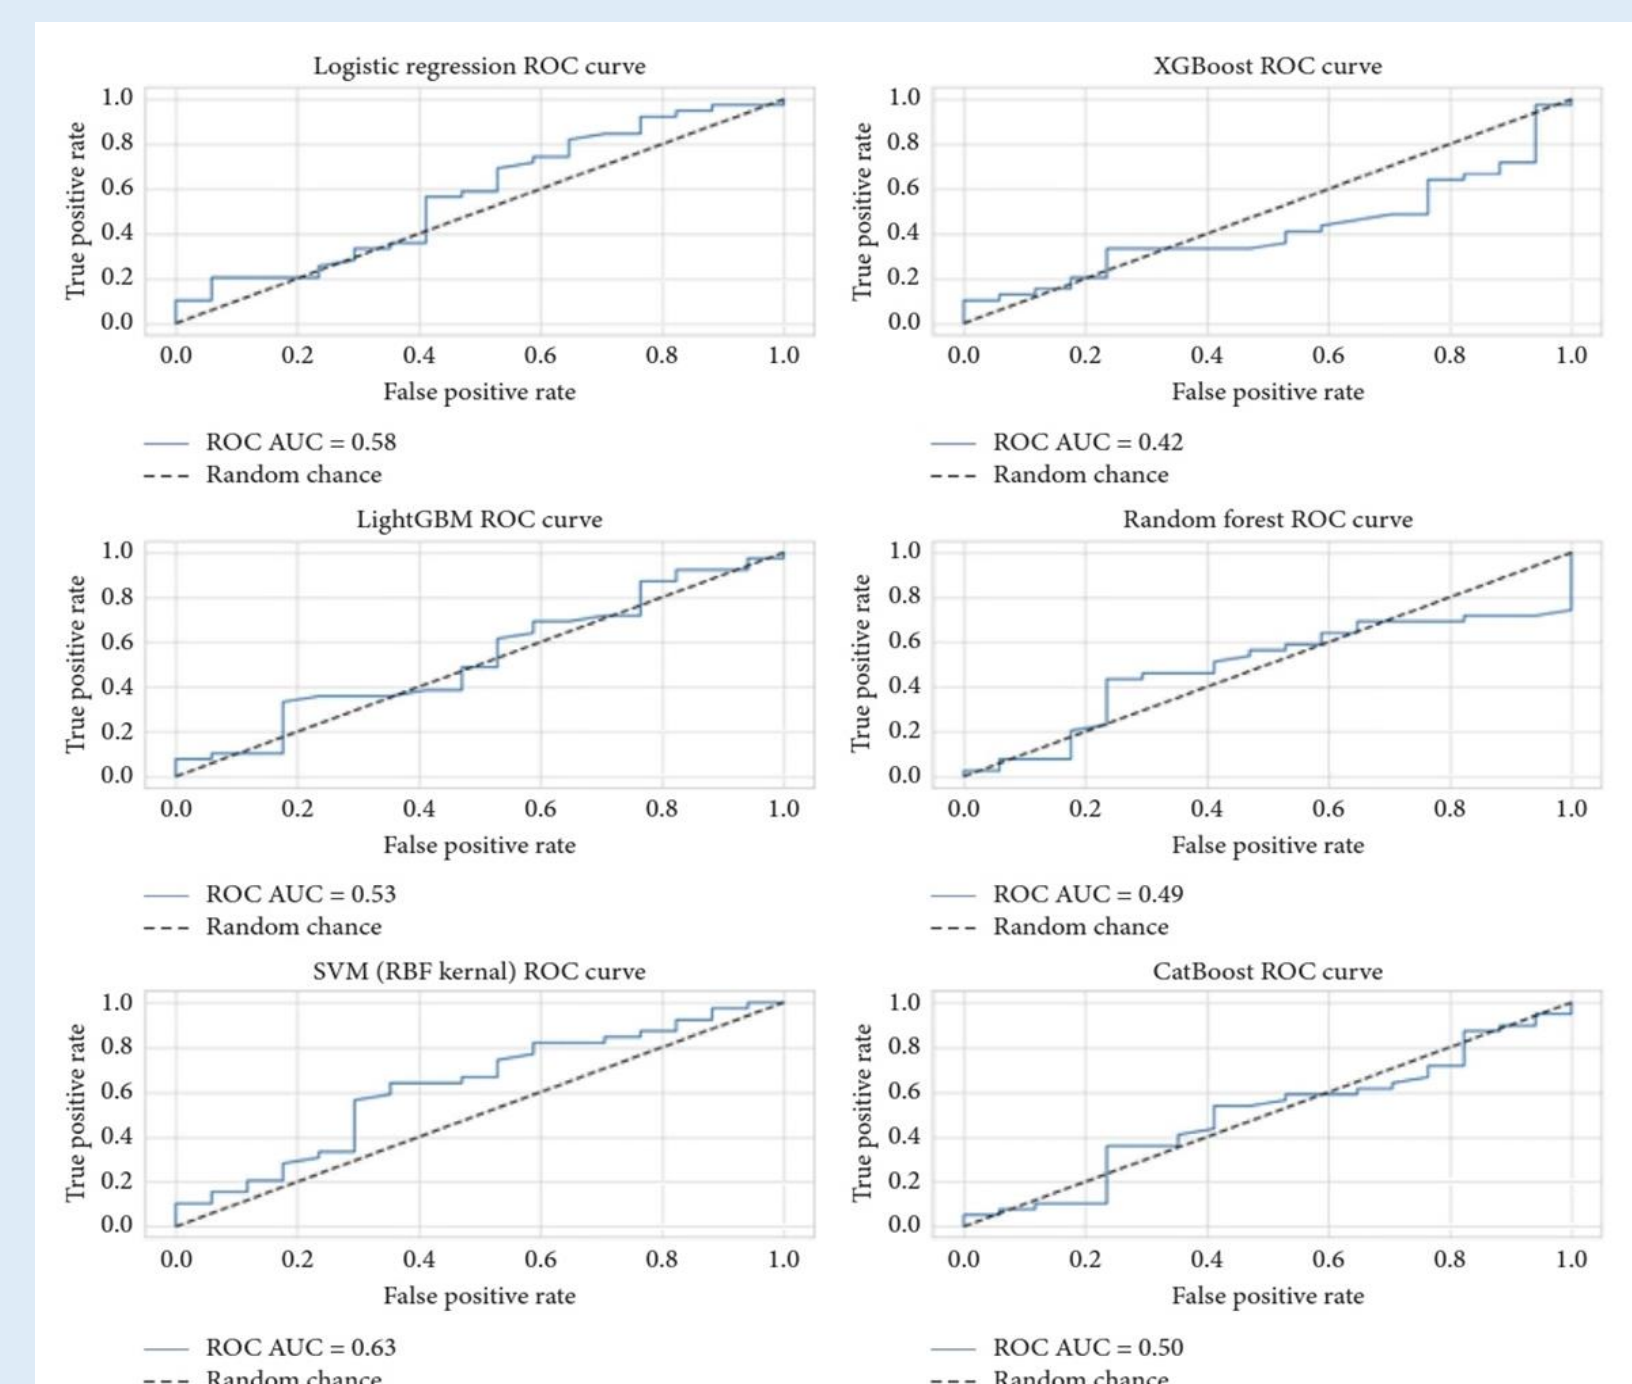 Logistic regression ROC curve
True positive rate
1.0
0.8
0.6
0.4
0.2
0.0
0.0 0.2 0.4 0.6 0.8 1.0
False positive rate
ROC AUC = 0.58
Random chance
XGBoost ROC curve
True positive rate
1.0
0.8
0.6
0.4
0.2
0.0
0.0 0.2 0.4 0.6 0.8 1.0
False positive rate
ROC AUC = 0.42
Random chance
LightGBM ROC curve
True positive rate
1.0
0.8
0.6
0.4
0.2
0.0
0.0 0.2 0.4 0.6 0.8 1.0
False positive rate
ROC AUC = 0.53
Random chance
Random forest ROC curve
True positive rate
1.0
0.8
0.6
0.4
0.2
0.0
0.0 0.2 0.4 0.6 0.8 1.0
False positive rate
ROC AUC = 0.49
Random chance
SVM (RBF kernal) ROC curve
True positive rate
1.0
0.8
0.6
0.4
0.2
0.0
0.0 0.2 0.4 0.6 0.8 1.0
False positive rate
ROC AUC = 0.63
Random chance
CatBoost ROC curve
True positive rate
1.0
0.8
0.6
0.4
0.2
0.0
0.0 0.2 0.4 0.6 0.8 1.0
False positive rate
ROC AUC = 0.50
Random chance